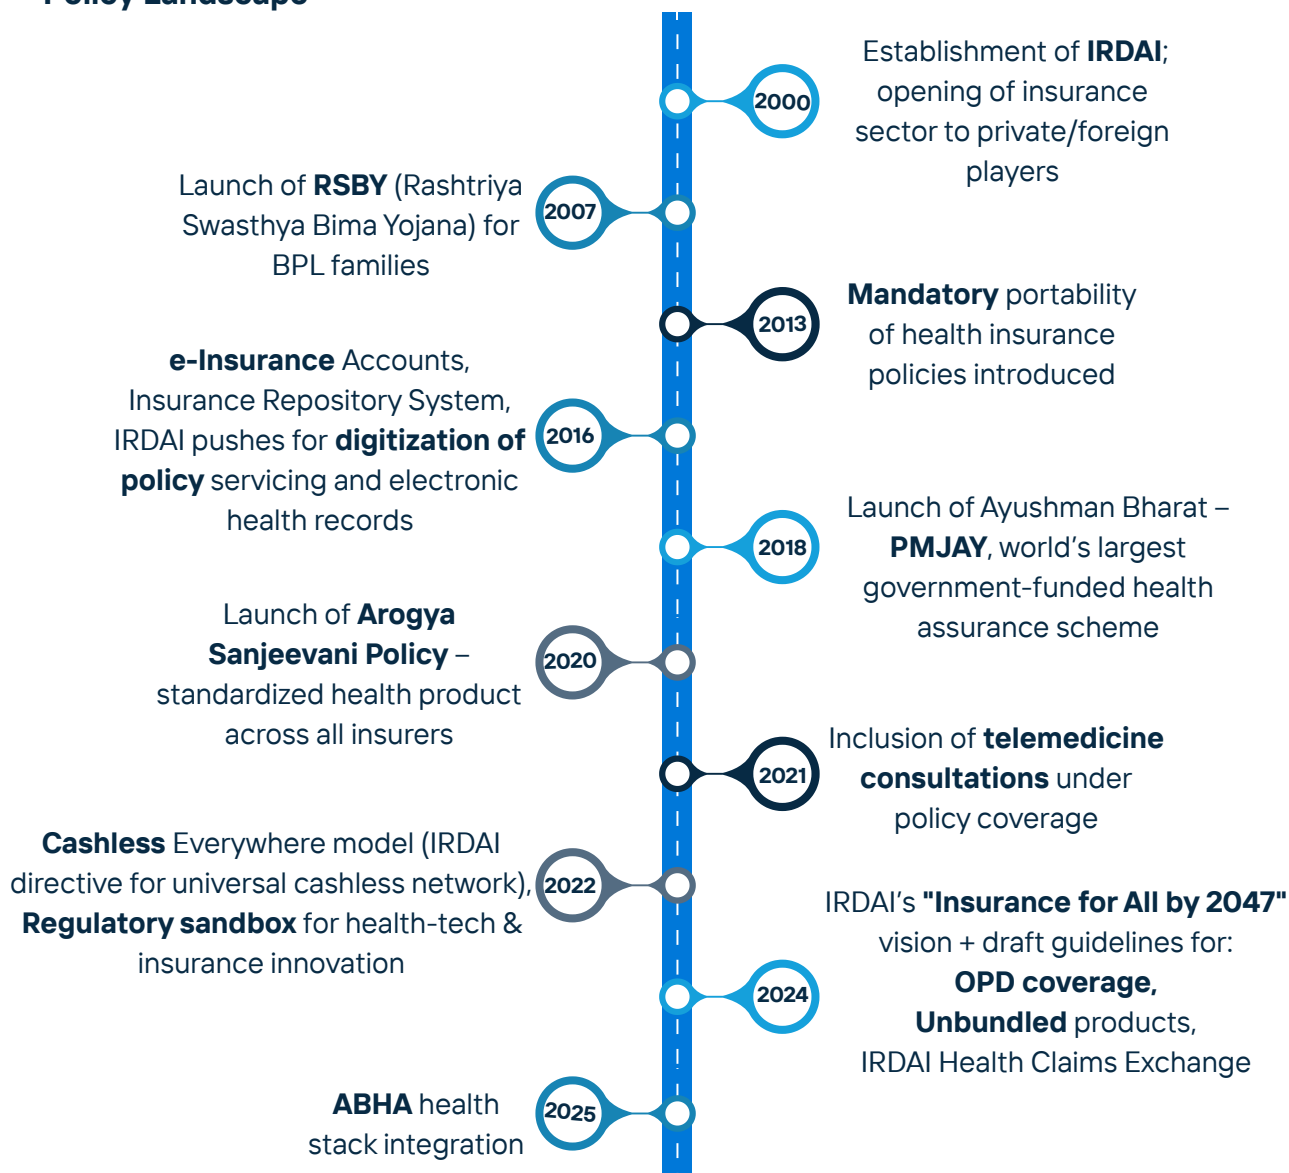 Policy Landscape
Establishment of IRDAI;
opening of insurance
sector to private/foreign
players
2000
Launch of RSBY (Rashtriya
Swasthya Bima Yojana) for
BPL families
2007
Mandatory portability
of health insurance
policies introduced
2013
e-Insurance Accounts,
Insurance Repository System,
IRDAI pushes for digitization of
policy servicing and electronic
health records
2016
Launch of Ayushman Bharat –
PMJAY, world's largest
government-funded health
assurance scheme
2018
Launch of Arogya
Sanjeevani Policy –
standardized health product
across all insurers
2020
Inclusion of telemedicine
consultations under
policy coverage
2021
Cashless Everywhere model (IRDAI
directive for universal cashless network),
Regulatory sandbox for health-tech &
insurance innovation
2022
IRDAI's "Insurance for All by 2047"
vision + draft guidelines for:
OPD coverage,
Unbundled products,
IRDAI Health Claims Exchange
2024
ABHA health
stack integration
2025